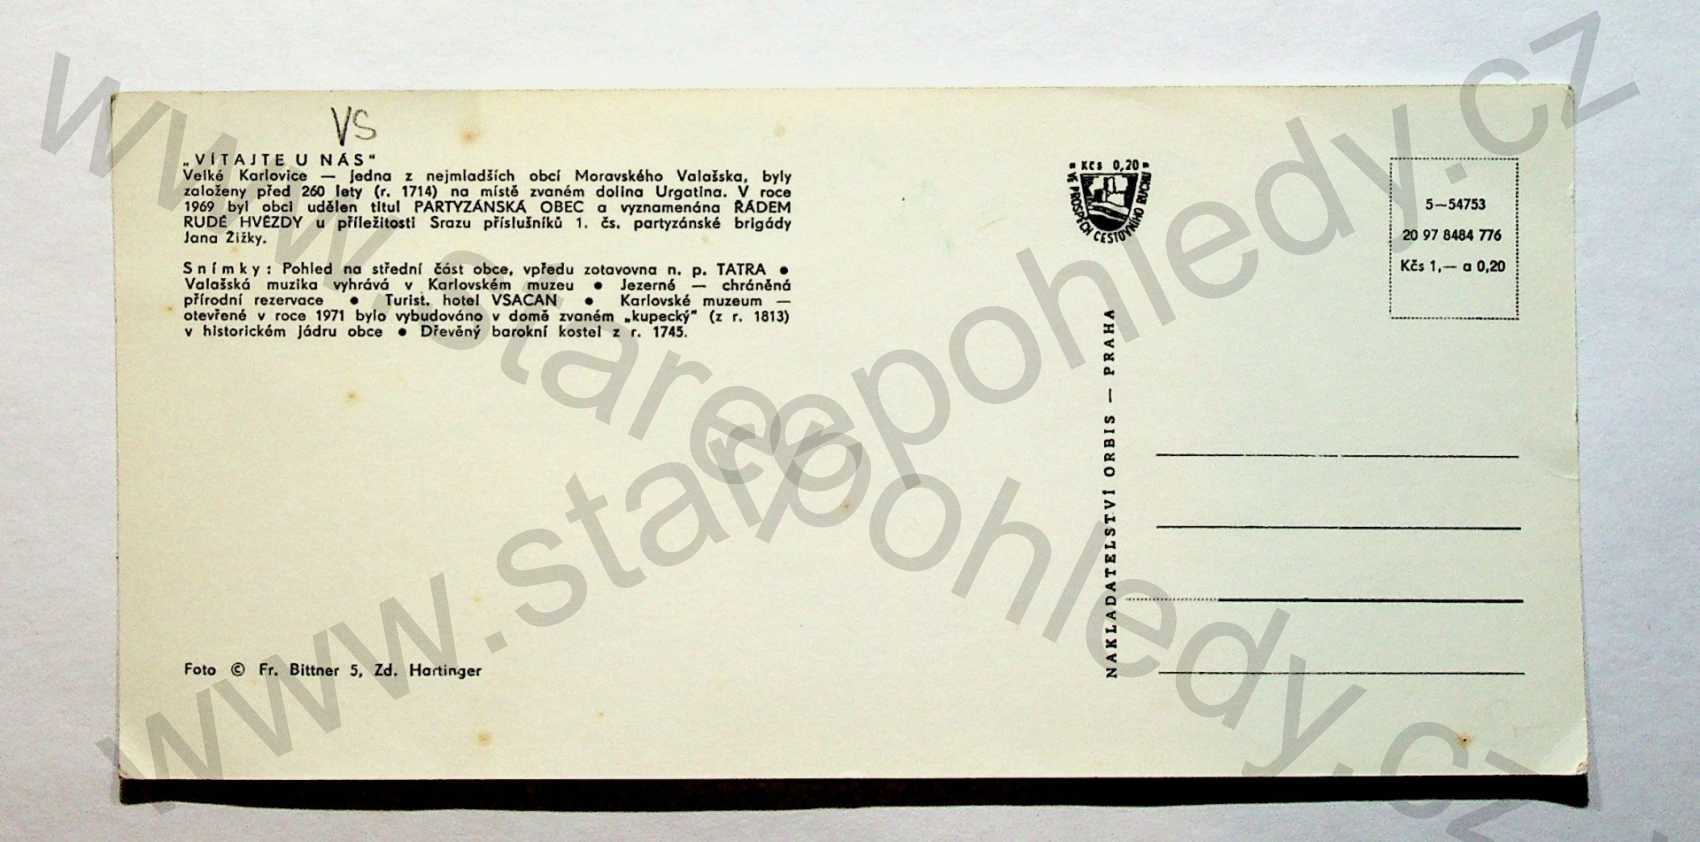 VS
„VÍTAJTE U NÁS"
Velké Karlovice — jedna z nejmladších obcí Moravského Valašska, byly
založeny před 260 lety (r. 1714) na místě zvaném dolina Urgatina. V roce
1969 byl obci udělen titul PARTYZÁNSKÁ OBEC a vyznamenána ŘÁDEM
RUDÉ HVĚZDY u příležitosti Srazu příslušníků 1. čs. partyzánské brigády
Jana Žižky.
Snímky: Pohled na střední část obce, vpředu zotavovna n. p. TATRA ●
Valašská muzika vyhrává v Karlovském muzeu ● Jezerné — chráněná
přírodní rezervace ● Turist. hotel VSACAN ● Karlovské muzeum —
otevřené v roce 1971 bylo vybudováno v domě zvaném „kupecký" (z r. 1813)
v historickém jádru obce ● Dřevěný barokní kostel z r. 1745.
Foto © Fr. Bittner 5, Zd. Hartinger
NAKLADATELSTVÍ ORBIS — PRAHA
Kčs 0,20
VE PROSPĚCH CESTOVNÍHO RUCHU
5—54753
20 97 8484 776
Kčs 1,— a 0,20
www.starepohledy.cz
www.starepohledy.cz